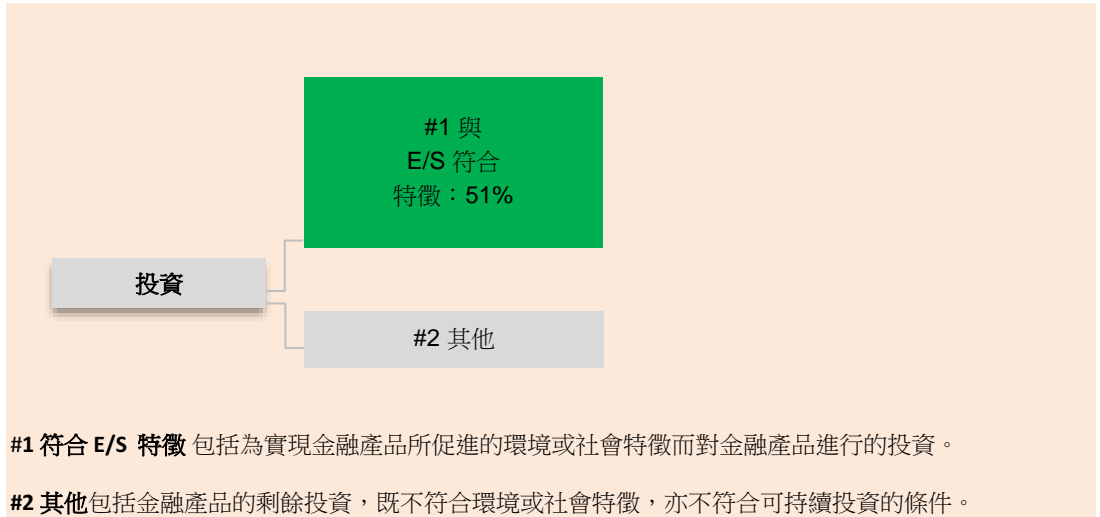 #1 與
E/S 符合
特徵：51%
投資
#2 其他
#1 符合 E/S 特徵 包括為實現金融產品所促進的環境或社會特徵而對金融產品進行的投資。
#2 其他包括金融產品的剩餘投資，既不符合環境或社會特徵，亦不符合可持續投資的條件。